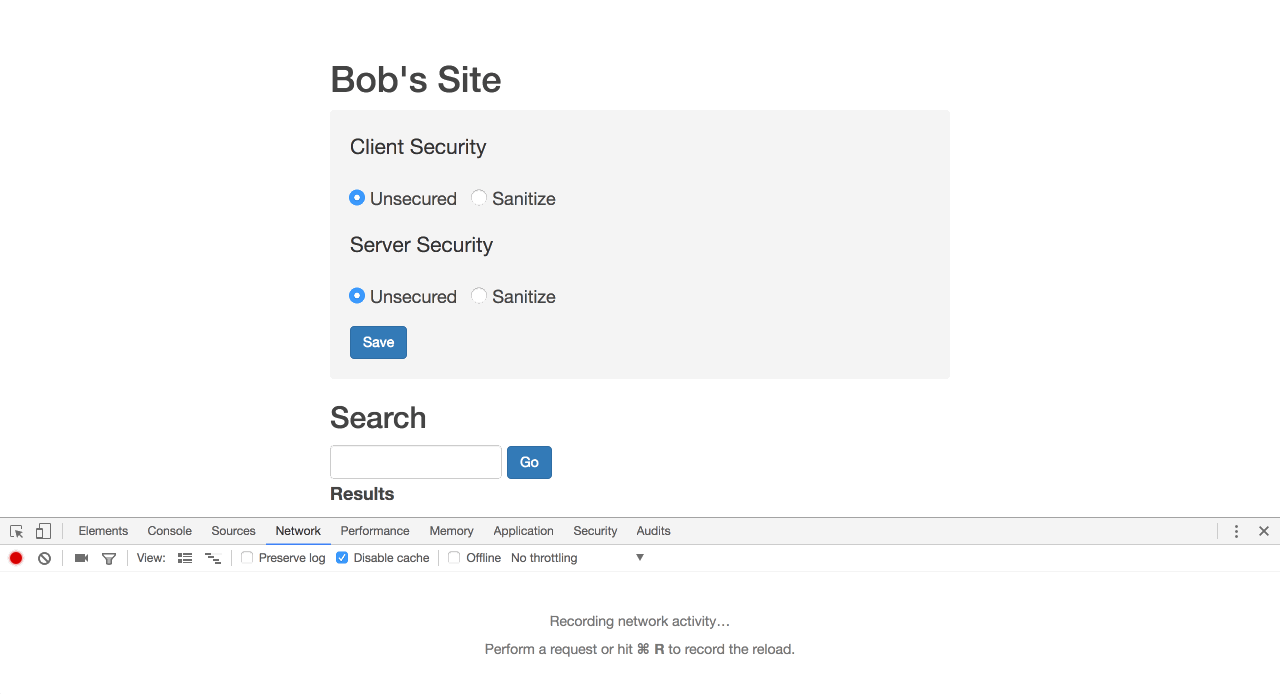 Bob's Site
Client Security
Unsecured Sanitize
Server Security
Unsecured Sanitize
Save
Search
Go
Results
Elements Console Sources Network Performance Memory Application Security Audits
View: Preserve log Disable cache Offline No throttling
Recording network activity…
Perform a request or hit ⌘ R to record the reload.